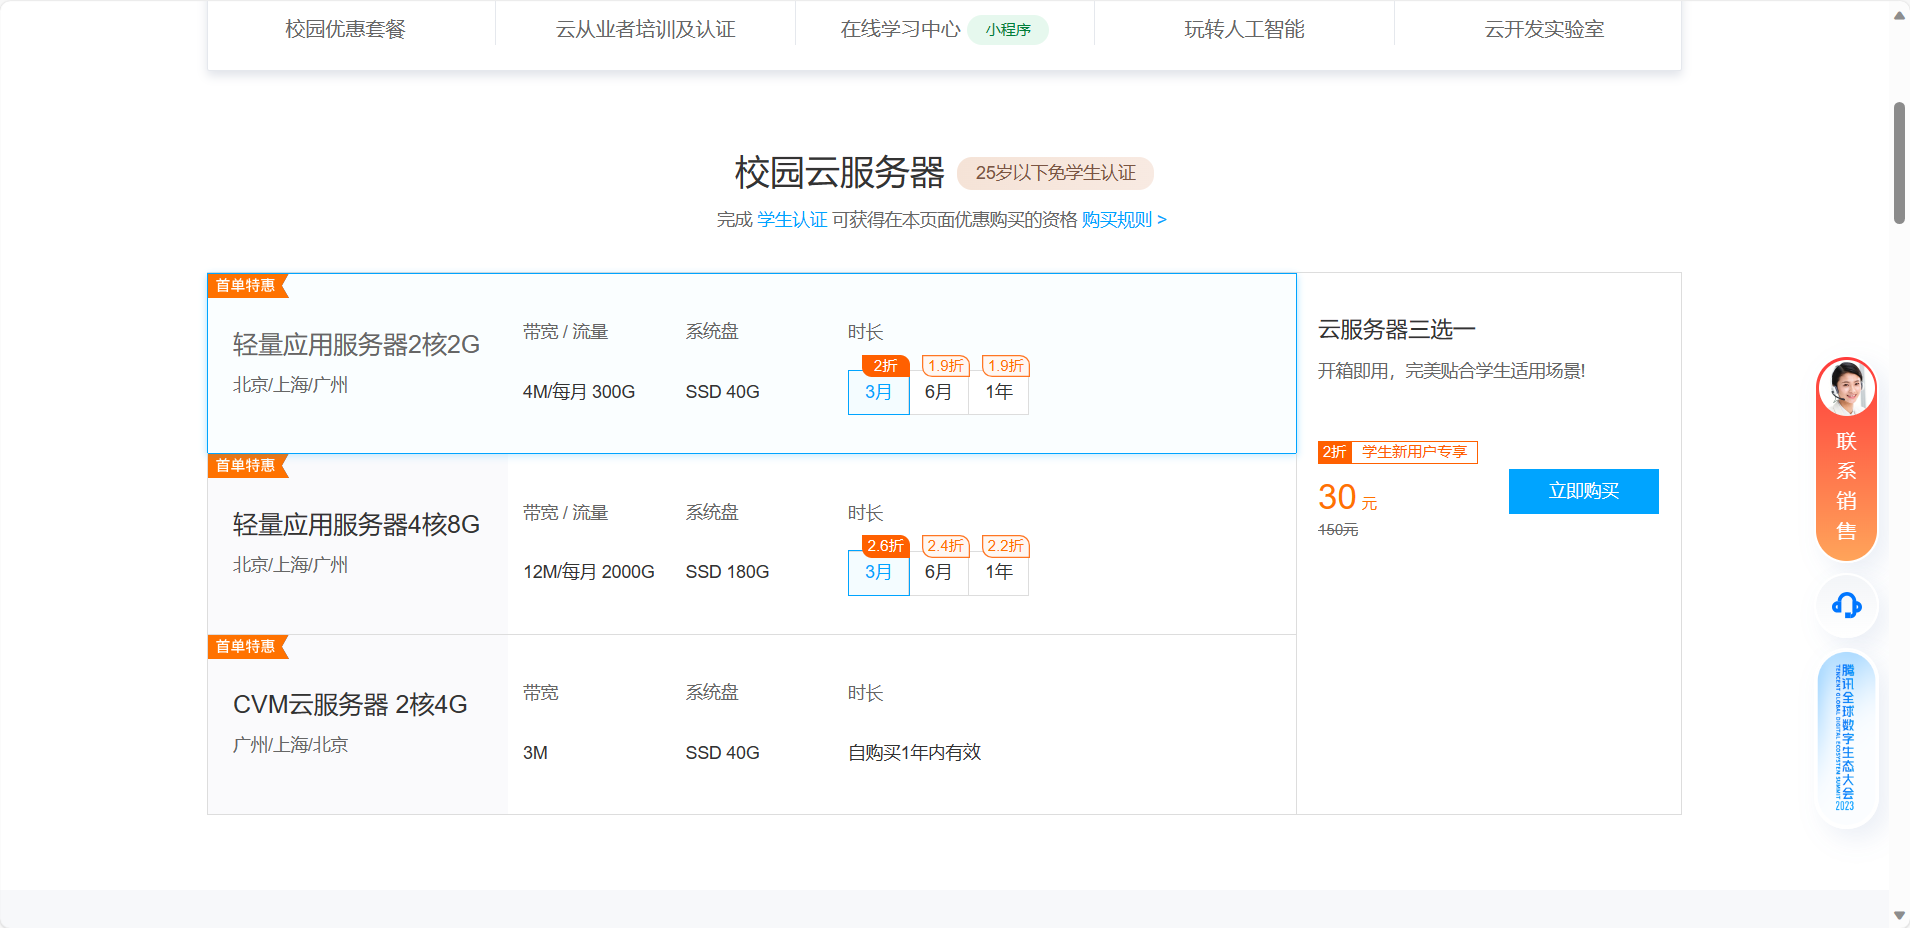 校园优惠套餐
云从业者培训及认证
在线学习中心 小程序
玩转人工智能
云开发实验室
校园云服务器 25岁以下免学生认证
完成 学生认证 可获得在本页面优惠购买的资格 购买规则 >
首单特惠
轻量应用服务器2核2G
北京/上海/广州
带宽 / 流量
4M/每月 300G
系统盘
SSD 40G
时长
2折 1.9折 1.9折
3月 6月 1年
首单特惠
轻量应用服务器4核8G
北京/上海/广州
带宽 / 流量
12M/每月 2000G
系统盘
SSD 180G
时长
2.6折 2.4折 2.2折
3月 6月 1年
首单特惠
CVM云服务器 2核4G
广州/上海/北京
带宽
3M
系统盘
SSD 40G
时长
自购买1年内有效
云服务器三选一
开箱即用，完美贴合学生适用场景!
2折 学生新用户专享
30 元
150元
立即购买
联系销售
腾讯全球数字生态大会
TENCENT GLOBAL DIGITAL ECOSYSTEM SUMMIT
2023